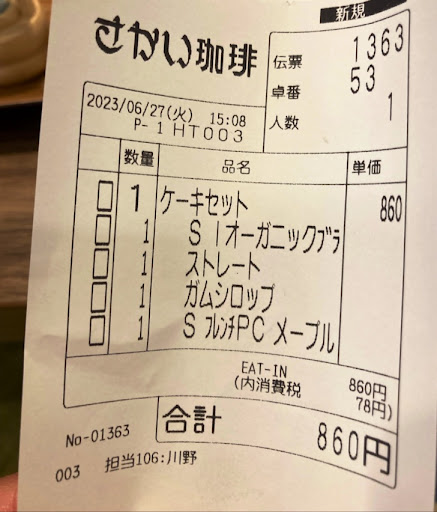 新規
さかい珈琲
伝票 1363
卓番 53
人数 1
2023/06/27(火) 15:08
P- 1 HT003
数量 品名 単価
1 ケーキセット 860
1 S Iオーガニックブラ
1 ストレート
1 ガムシロップ
1 S フレンチPC メープル
EAT-IN 860円
(内消費税 78円)
合計 860円
No-01363
003 担当106:川野